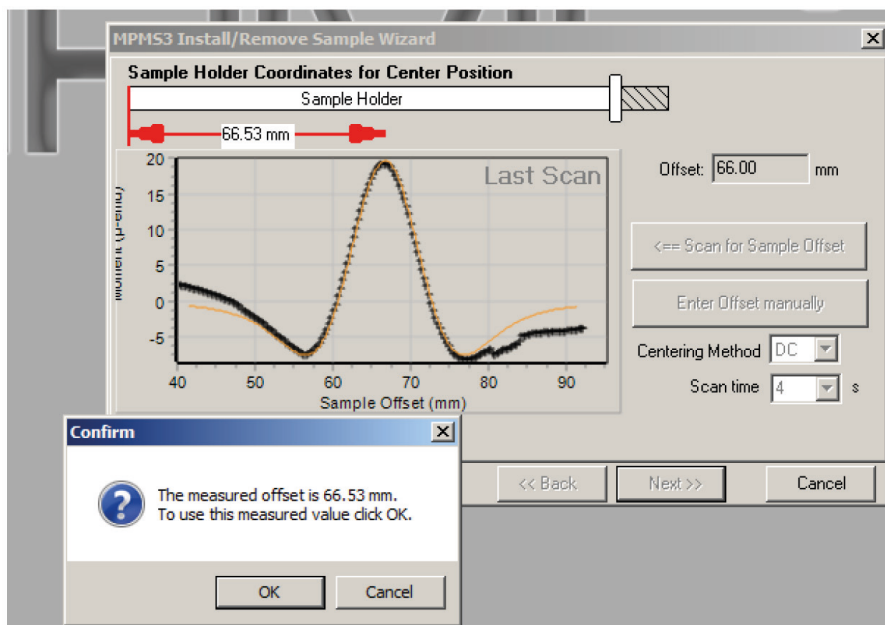 MPMS3 Install/Remove Sample Wizard
Sample Holder Coordinates for Center Position
Sample Holder
66.53 mm
Last Scan
Offset: 66.00 mm
<== Scan for Sample Offset
Enter Offset manually
Centering Method DC
Scan time 4 s
20
15
10
5
0
-5
Moment (µ-emu)
40 50 60 70 80 90
Sample Offset (mm)
<< Back Next >> Cancel
Confirm
The measured offset is 66.53 mm.
To use this measured value click OK.
OK Cancel